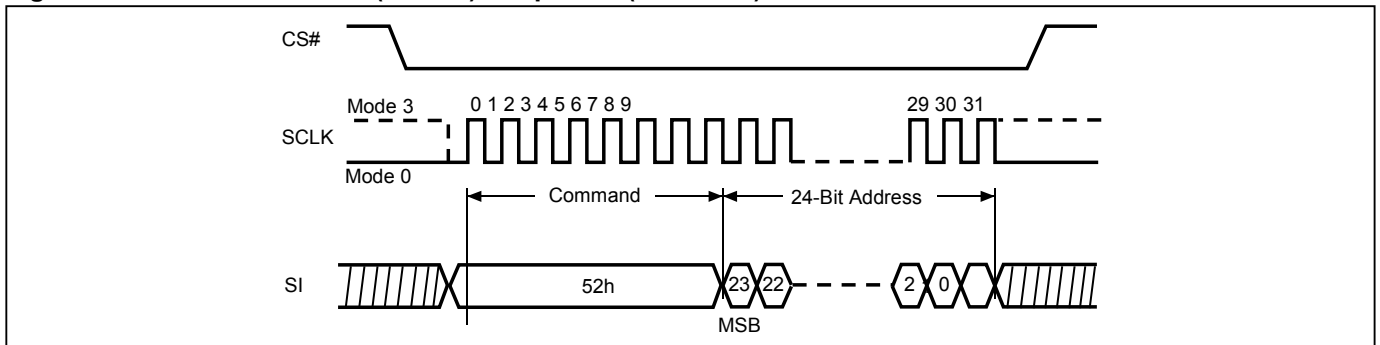 CS#
Mode 3
0 1 2 3 4 5 6 7 8 9
29 30 31
SCLK
Mode 0
Command
24-Bit Address
SI
52h
23
22
2
0
MSB